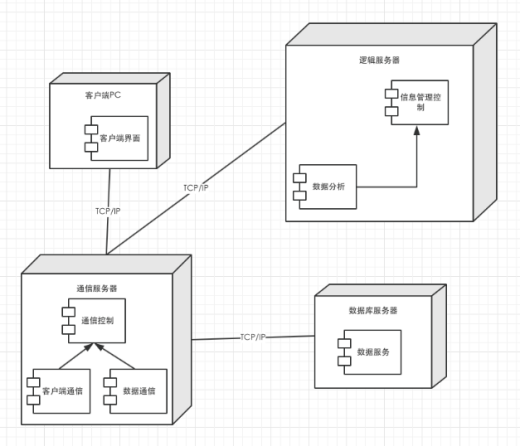 逻辑服务器
信息管理控
制
数据分析
客户端PC
客户端界面
TCP/IP
TCP/IP
通信服务器
通信控制
客户端通信
数据通信
TCP/IP
数据库服务器
数据服务